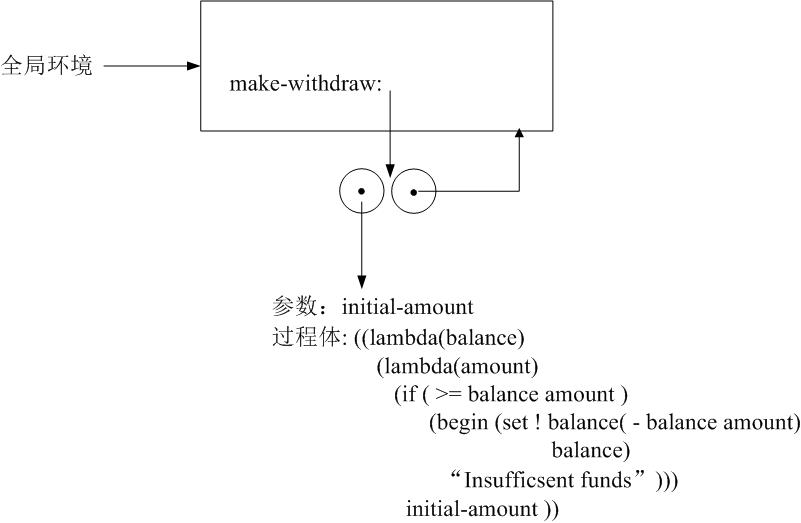 全局环境
make-withdraw:
参数：initial-amount
过程体: ((lambda(balance)
(lambda(amount)
(if ( >= balance amount )
(begin (set ! balance( - balance amount)
balance)
“Insufficsent funds” )))
initial-amount ))